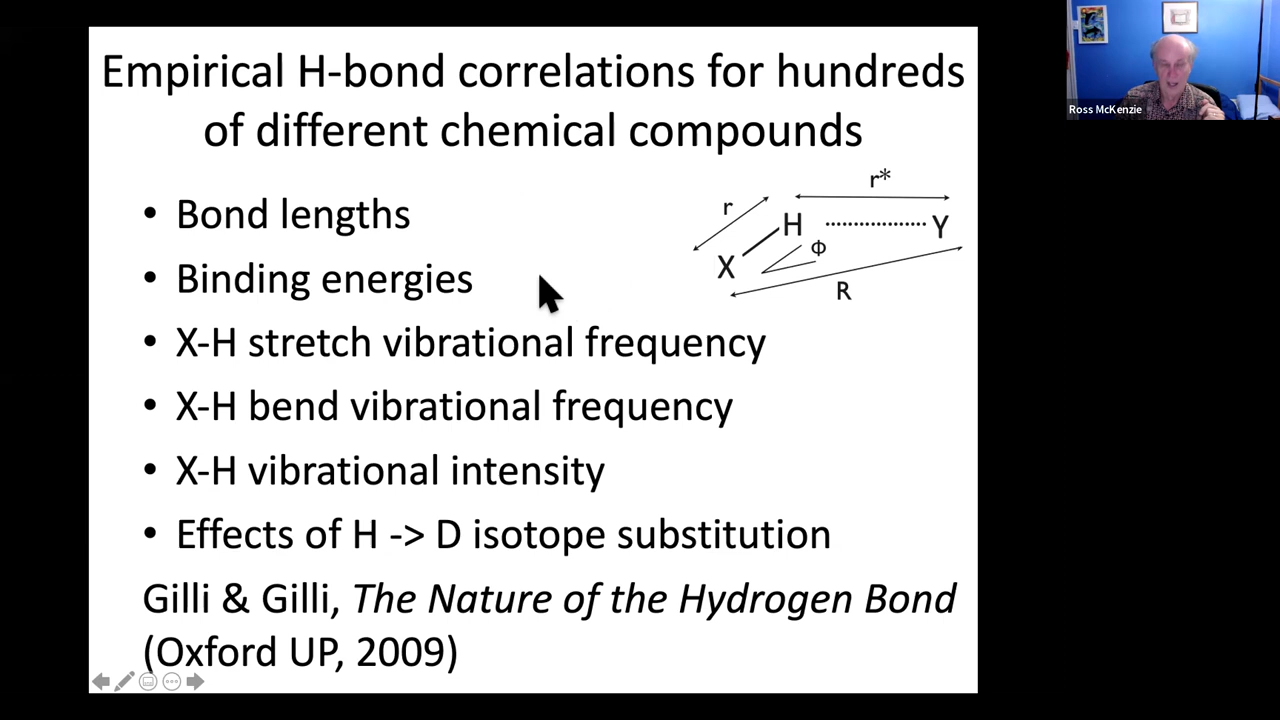 Empirical H-bond correlations for hundreds
of different chemical compounds
• Bond lengths
• Binding energies
• X-H stretch vibrational frequency
• X-H bend vibrational frequency
• X-H vibrational intensity
• Effects of H -> D isotope substitution
Gilli & Gilli, The Nature of the Hydrogen Bond
(Oxford UP, 2009)
r*
r
H
Y
Φ
X
R
Ross McKenzie